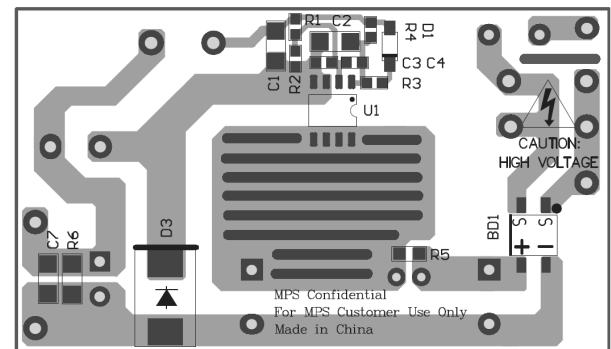 R1 C2
R4
D1
C1
R2
C3 C4
R3
U1
CAUTION:
HIGH VOLTAGE
C7
R6
D3
BD1
S S
+ -
R5
MPS Confidential
For MPS Customer Use Only
Made in China